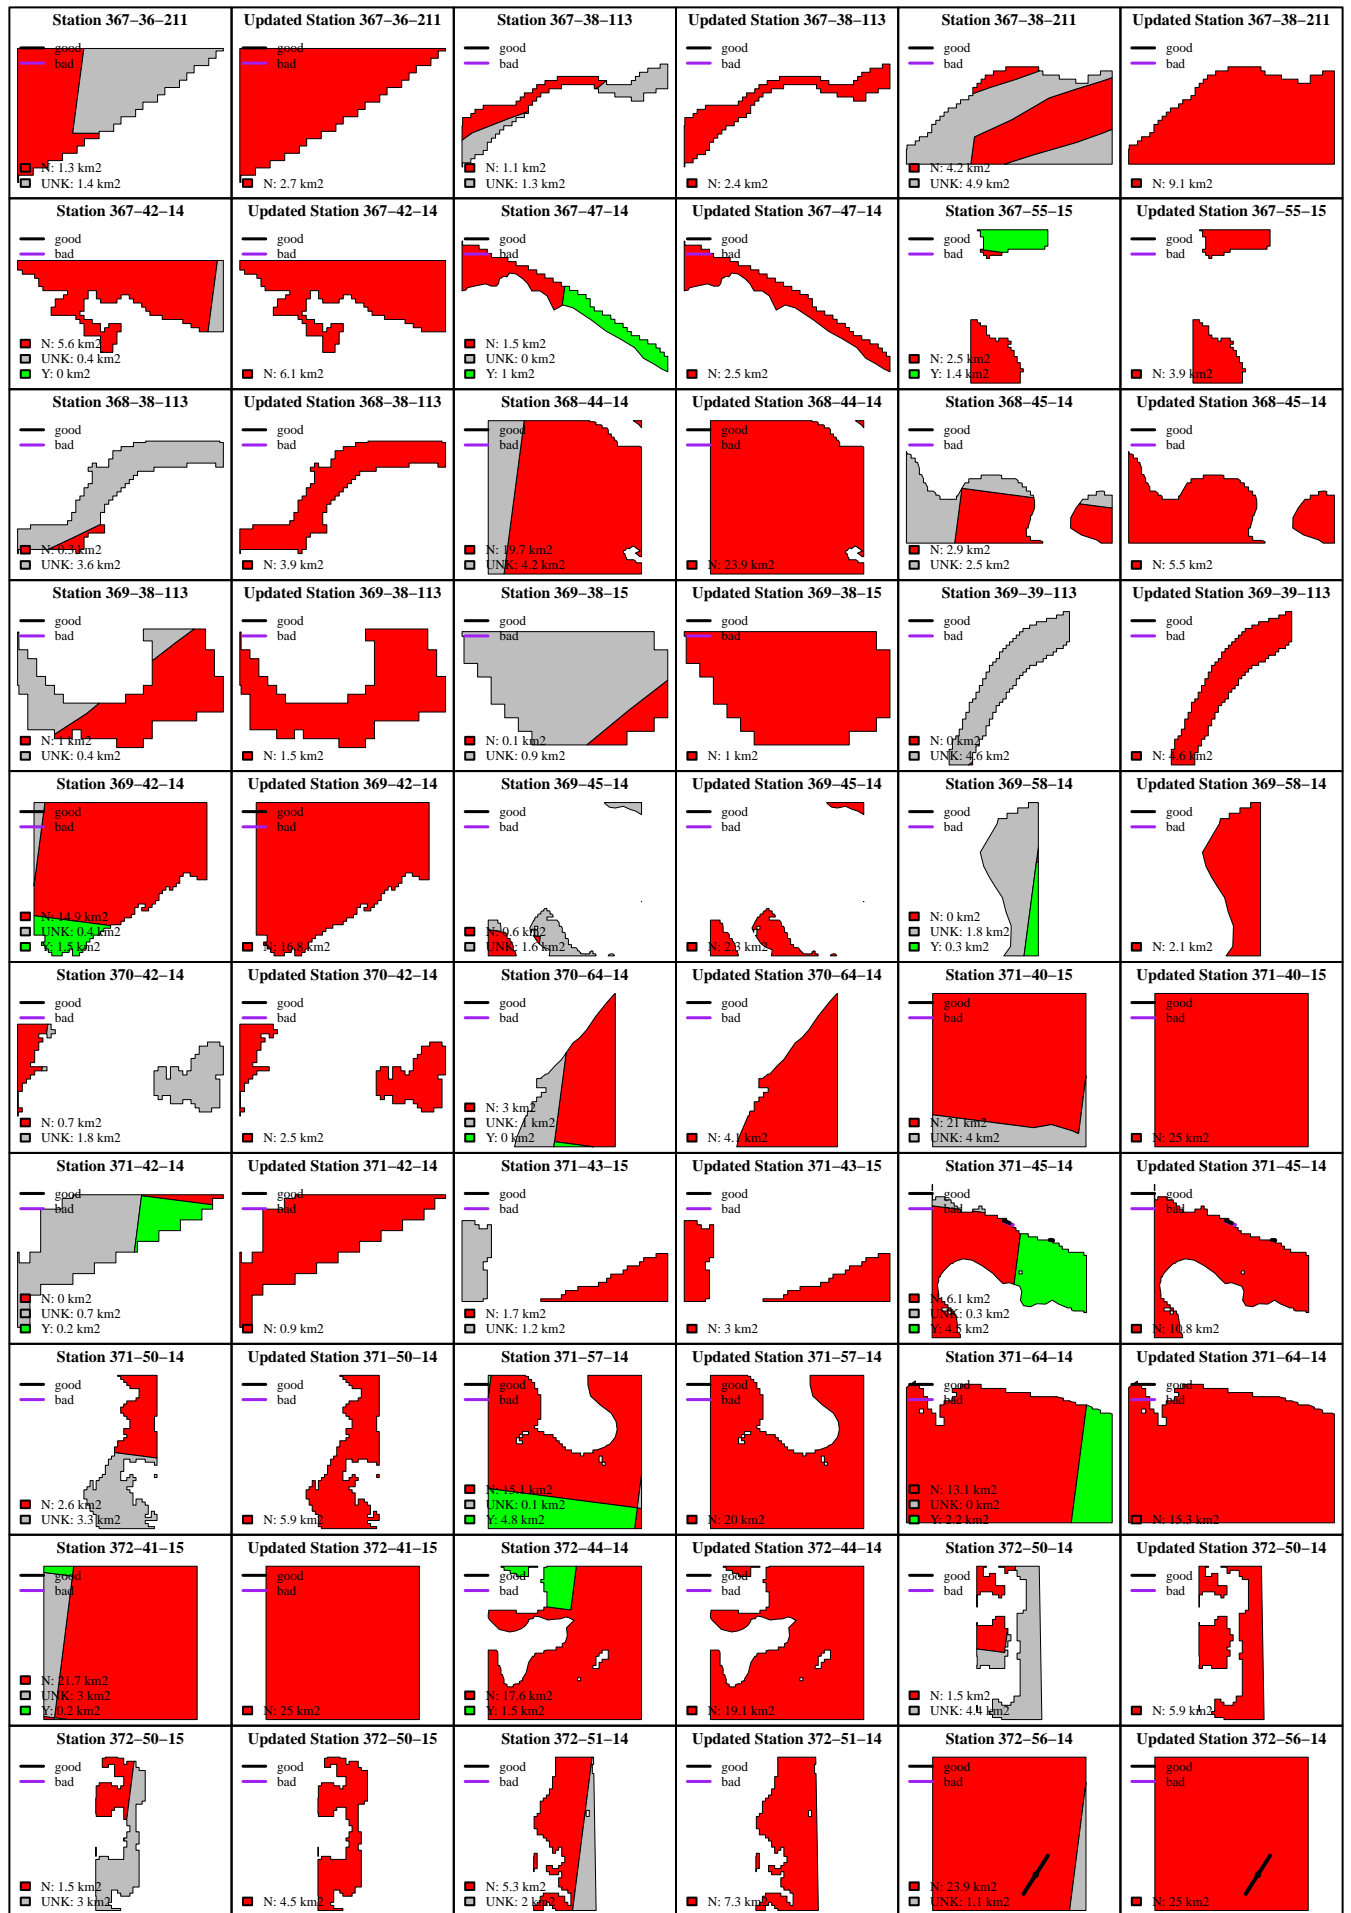 Station 367−36−211
good
bad
N: 1.3 km2
UNK: 1.4 km2
Updated Station 367−36−211
good
bad
N: 2.7 km2
Station 367−38−113
good
bad
N: 1.1 km2
UNK: 1.3 km2
Updated Station 367−38−113
good
bad
N: 2.4 km2
Station 367−38−211
good
bad
N: 4.2 km2
UNK: 4.9 km2
Updated Station 367−38−211
good
bad
N: 9.1 km2
Station 367−42−14
good
bad
N: 5.6 km2
UNK: 0.4 km2
Y: 0 km2
Updated Station 367−42−14
good
bad
N: 6.1 km2
Station 367−47−14
good
bad
N: 1.5 km2
UNK: 0 km2
Y: 1 km2
Updated Station 367−47−14
good
bad
N: 2.5 km2
Station 367−55−15
good
bad
N: 2.5 km2
Y: 1.4 km2
Updated Station 367−55−15
good
bad
N: 3.9 km2
Station 368−38−113
good
bad
N: 0.3 km2
UNK: 3.6 km2
Updated Station 368−38−113
good
bad
N: 3.9 km2
Station 368−44−14
good
bad
N: 19.7 km2
UNK: 4.2 km2
Updated Station 368−44−14
good
bad
N: 23.9 km2
Station 368−45−14
good
bad
N: 2.9 km2
UNK: 2.5 km2
Updated Station 368−45−14
good
bad
N: 5.5 km2
Station 369−38−113
good
bad
N: 1 km2
UNK: 0.4 km2
Updated Station 369−38−113
good
bad
N: 1.5 km2
Station 369−38−15
good
bad
N: 0.1 km2
UNK: 0.9 km2
Updated Station 369−38−15
good
bad
N: 1 km2
Station 369−39−113
good
bad
N: 0 km2
UNK: 4.6 km2
Updated Station 369−39−113
good
bad
N: 4.6 km2
Station 369−42−14
good
bad
N: 14.9 km2
UNK: 0.4 km2
Y: 1.5 km2
Updated Station 369−42−14
good
bad
N: 16.8 km2
Station 369−45−14
good
bad
N: 0.6 km2
UNK: 1.6 km2
Updated Station 369−45−14
good
bad
N: 2.3 km2
Station 369−58−14
good
bad
N: 0 km2
UNK: 1.8 km2
Y: 0.3 km2
Updated Station 369−58−14
good
bad
N: 2.1 km2
Station 370−42−14
good
bad
N: 0.7 km2
UNK: 1.8 km2
Updated Station 370−42−14
good
bad
N: 2.5 km2
Station 370−64−14
good
bad
N: 3 km2
UNK: 1 km2
Y: 0 km2
Updated Station 370−64−14
good
bad
N: 4.1 km2
Station 371−40−15
good
bad
N: 21 km2
UNK: 4 km2
Updated Station 371−40−15
good
bad
N: 25 km2
Station 371−42−14
good
bad
N: 0 km2
UNK: 0.7 km2
Y: 0.2 km2
Updated Station 371−42−14
good
bad
N: 0.9 km2
Station 371−43−15
good
bad
N: 1.7 km2
UNK: 1.2 km2
Updated Station 371−43−15
good
bad
N: 3 km2
Station 371−45−14
good
bad
N: 6.1 km2
UNK: 0.3 km2
Y: 4.5 km2
Updated Station 371−45−14
good
bad
N: 10.8 km2
Station 371−50−14
good
bad
N: 2.6 km2
UNK: 3.3 km2
Updated Station 371−50−14
good
bad
N: 5.9 km2
Station 371−57−14
good
bad
N: 15.1 km2
UNK: 0.1 km2
Y: 4.8 km2
Updated Station 371−57−14
good
bad
N: 20 km2
Station 371−64−14
good
bad
N: 13.1 km2
UNK: 0 km2
Y: 2.2 km2
Updated Station 371−64−14
good
bad
N: 15.3 km2
Station 372−41−15
good
bad
N: 21.7 km2
UNK: 3 km2
Y: 0.2 km2
Updated Station 372−41−15
good
bad
N: 25 km2
Station 372−44−14
good
bad
N: 17.6 km2
Y: 1.5 km2
Updated Station 372−44−14
good
bad
N: 19.1 km2
Station 372−50−14
good
bad
N: 1.5 km2
UNK: 4.4 km2
Updated Station 372−50−14
good
bad
N: 5.9 km2
Station 372−50−15
good
bad
N: 1.5 km2
UNK: 3 km2
Updated Station 372−50−15
good
bad
N: 4.5 km2
Station 372−51−14
good
bad
N: 5.3 km2
UNK: 2 km2
Updated Station 372−51−14
good
bad
N: 7.3 km2
Station 372−56−14
good
bad
N: 23.9 km2
UNK: 1.1 km2
Updated Station 372−56−14
good
bad
N: 25 km2